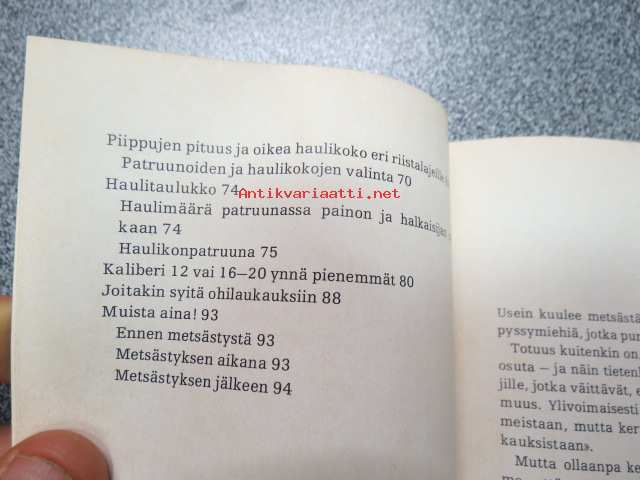 Piippujen pituus ja oikea haulikoko eri riistalajeille
Patruunoiden ja haulikokojen valinta 70
Haulitaulukko 74
Antikvariaatti.net
Haulimäärä patruunassa painon ja halkaisijan
kaan 74
Haulikonpatruuna 75
Kaliberi 12 vai 16–20 ynnä pienemmät 80
Joitakin syitä ohilaukauksiin 88
Muista aina! 93
Ennen metsästystä 93
Metsästyksen aikana 93
Metsästyksen jälkeen 94
Usein kuulee metsästä
pyssymiehiä, jotka pur
Totuus kuitenkin on,
osuta — ja näin tieten
jille, jotka väittävät, e
muus. Ylivoimaisesti
meistaan, mutta ker
kauksistaan».
Mutta ollaanpa ke